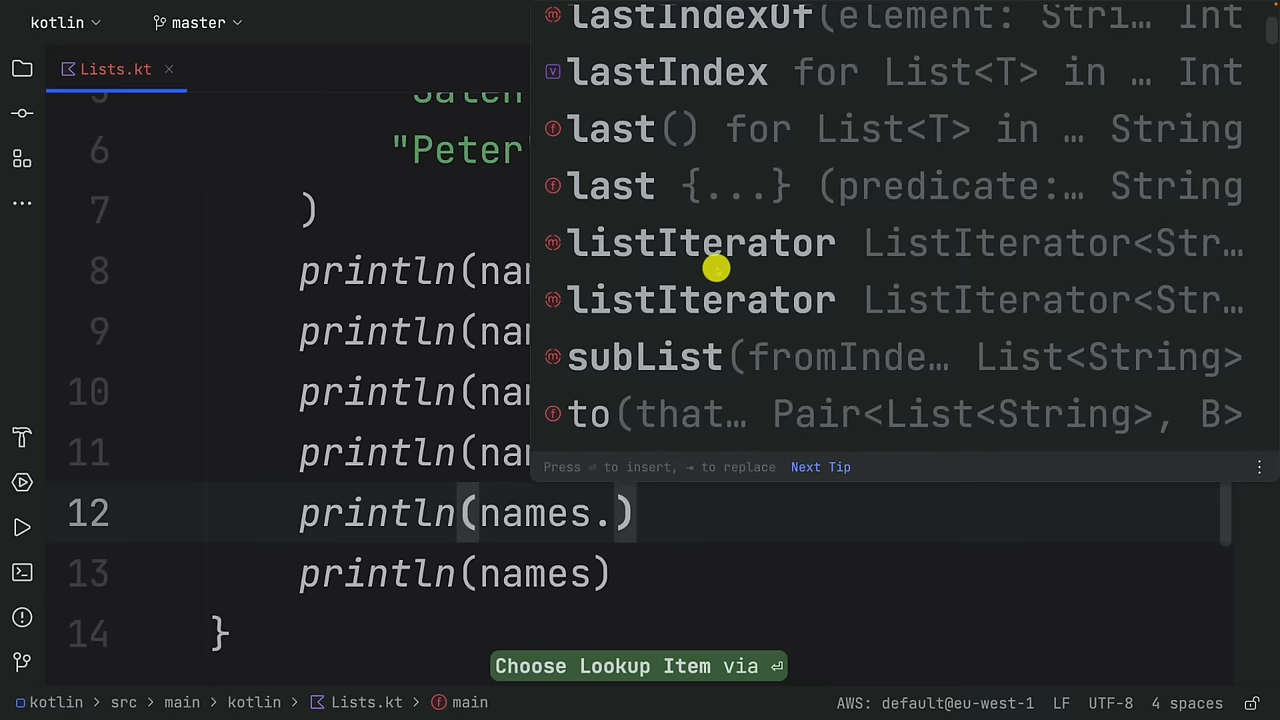 kotlin
master
Lists.kt
lastIndexOf(element: Stri… Int
lastIndex for List<T> in … Int
last() for List<T> in … String
last {...} (predicate:… String
listIterator ListIterator<Str…
listIterator ListIterator<Str…
subList(fromInde… List<String>
to(that… Pair<List<String>, B>
Press ⏎ to insert, ⇥ to replace Next Tip
6 "Peter"
7 )
8 println(nam
9 println(nam
10 println(nam
11 println(nam
12 println(names.)
13 println(names)
14 }
Choose Lookup Item via ⏎
kotlin > src > main > kotlin > Lists.kt > main
AWS: default@eu-west-1 LF UTF-8 4 spaces